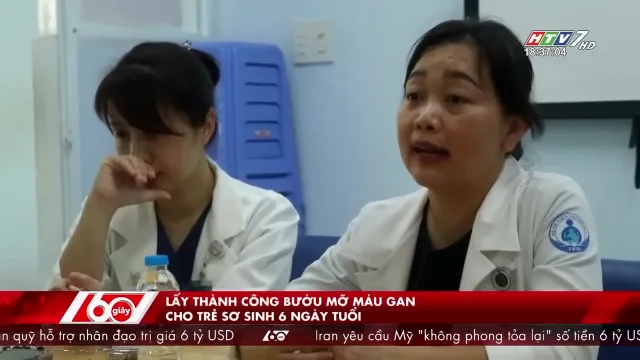 HTV7 HD
18:37:04
60 giây
LẤY THÀNH CÔNG BƯỚU MỠ MÁU GAN
CHO TRẺ SƠ SINH 6 NGÀY TUỔI
n quỹ hỗ trợ nhân đạo trị giá 6 tỷ USD
Iran yêu cầu Mỹ "không phong tỏa lại" số tiền 6 tỷ USD t